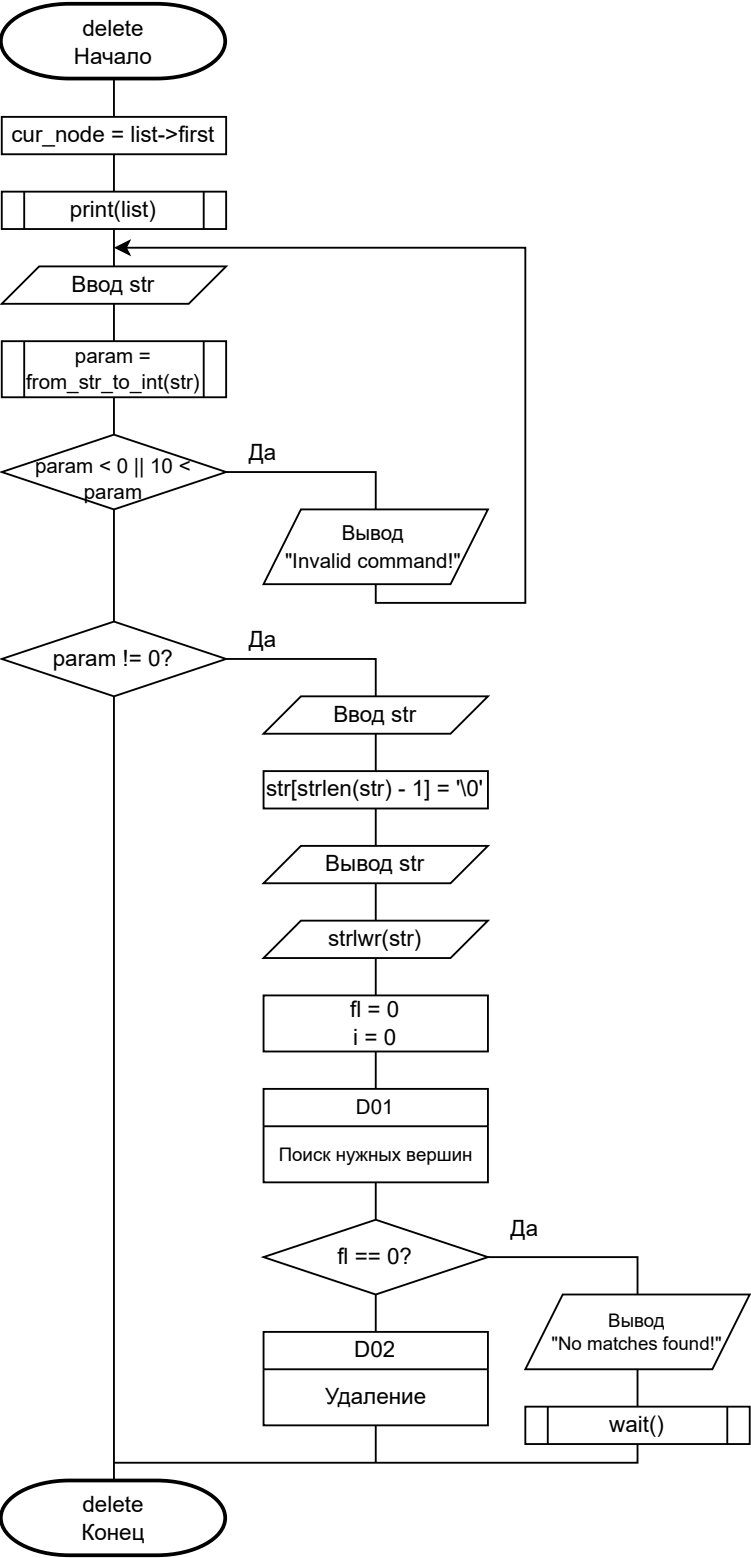 delete
Начало
cur_node = list->first
print(list)
Ввод str
param =
from_str_to_int(str)
param < 0 || 10 <
param
Да
Вывод
"Invalid command!"
param != 0?
Да
Ввод str
str[strlen(str) - 1] = '\0'
Вывод str
strlwr(str)
fl = 0
i = 0
D01
Поиск нужных вершин
fl == 0?
Да
Вывод
"No matches found!"
D02
Удаление
wait()
delete
Конец